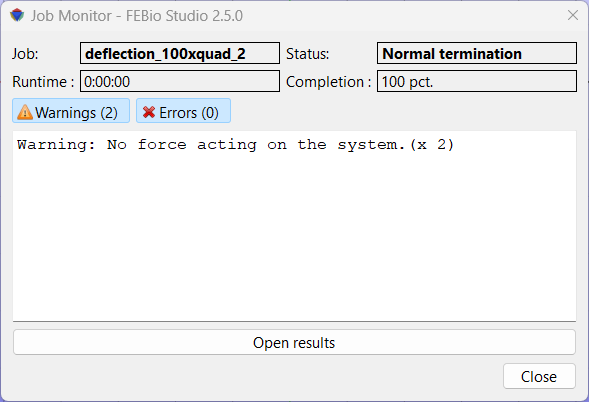 Job Monitor - FEBio Studio 2.5.0
Job: deflection_100xquad_2 Status: Normal termination
Runtime : 0:00:00 Completion : 100 pct.
Warnings (2) Errors (0)
Warning: No force acting on the system.(x 2)
Open results
Close